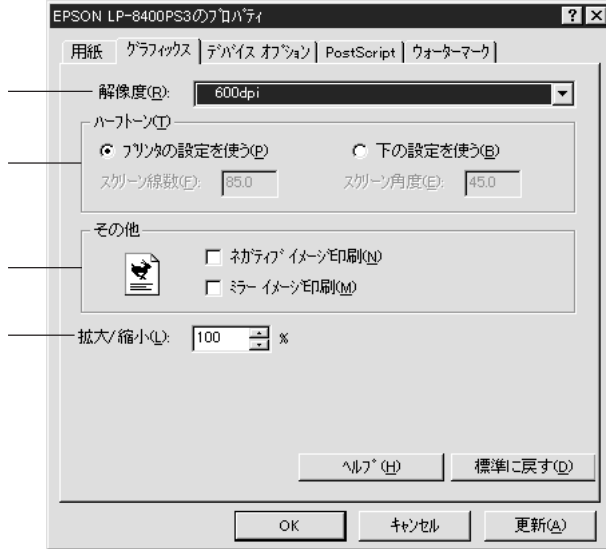 EPSON LP-8400PS3のﾌﾟﾛﾊﾟﾃｨ
用紙 ｸﾞﾗﾌｨｯｸｽ ﾃﾞﾊﾞｲｽ ｵﾌﾟｼｮﾝ PostScript ｳｫｰﾀｰﾏｰｸ
解像度(R): 600dpi
ﾊｰﾌﾄｰﾝ(T)
ﾌﾟﾘﾝﾀの設定を使う(P) 下の設定を使う(B)
ｽｸﾘｰﾝ線数(F): 85.0 ｽｸﾘｰﾝ角度(E): 45.0
その他
ﾈｶﾞﾃｨﾌﾞ ｲﾒｰｼﾞ印刷(N)
ﾐﾗｰ ｲﾒｰｼﾞ印刷(M)
拡大/縮小(L): 100 %
ﾍﾙﾌﾟ(H) 標準に戻す(D)
OK ｷｬﾝｾﾙ 更新(A)